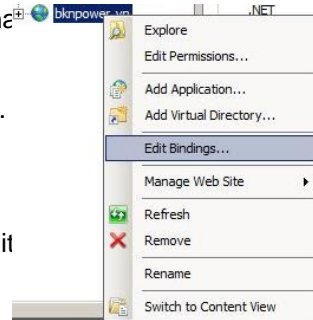 bknpower.vn .NET
Explore
Edit Permissions...
Add Application...
Add Virtual Directory...
Edit Bindings...
Manage Web Site
Refresh
Remove
Rename
Switch to Content View